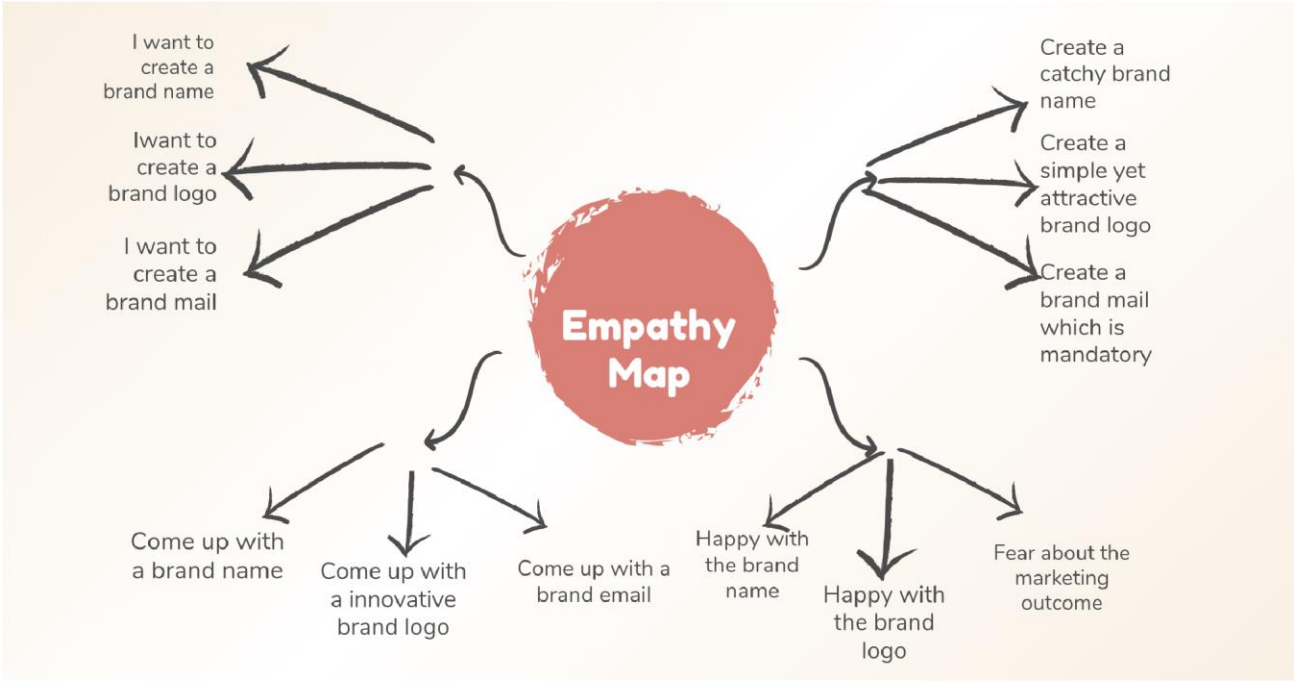 I want to
create a
brand name
Iwant to
create a
brand logo
I want to
create a
brand mail
Create a
catchy brand
name
Create a
simple yet
attractive
brand logo
Create a
brand mail
which is
mandatory
Empathy
Map
Come up with
a brand name
Come up with
a innovative
brand logo
Come up with a
brand email
Happy with
the brand
name
Happy with
the brand
logo
Fear about the
marketing
outcome